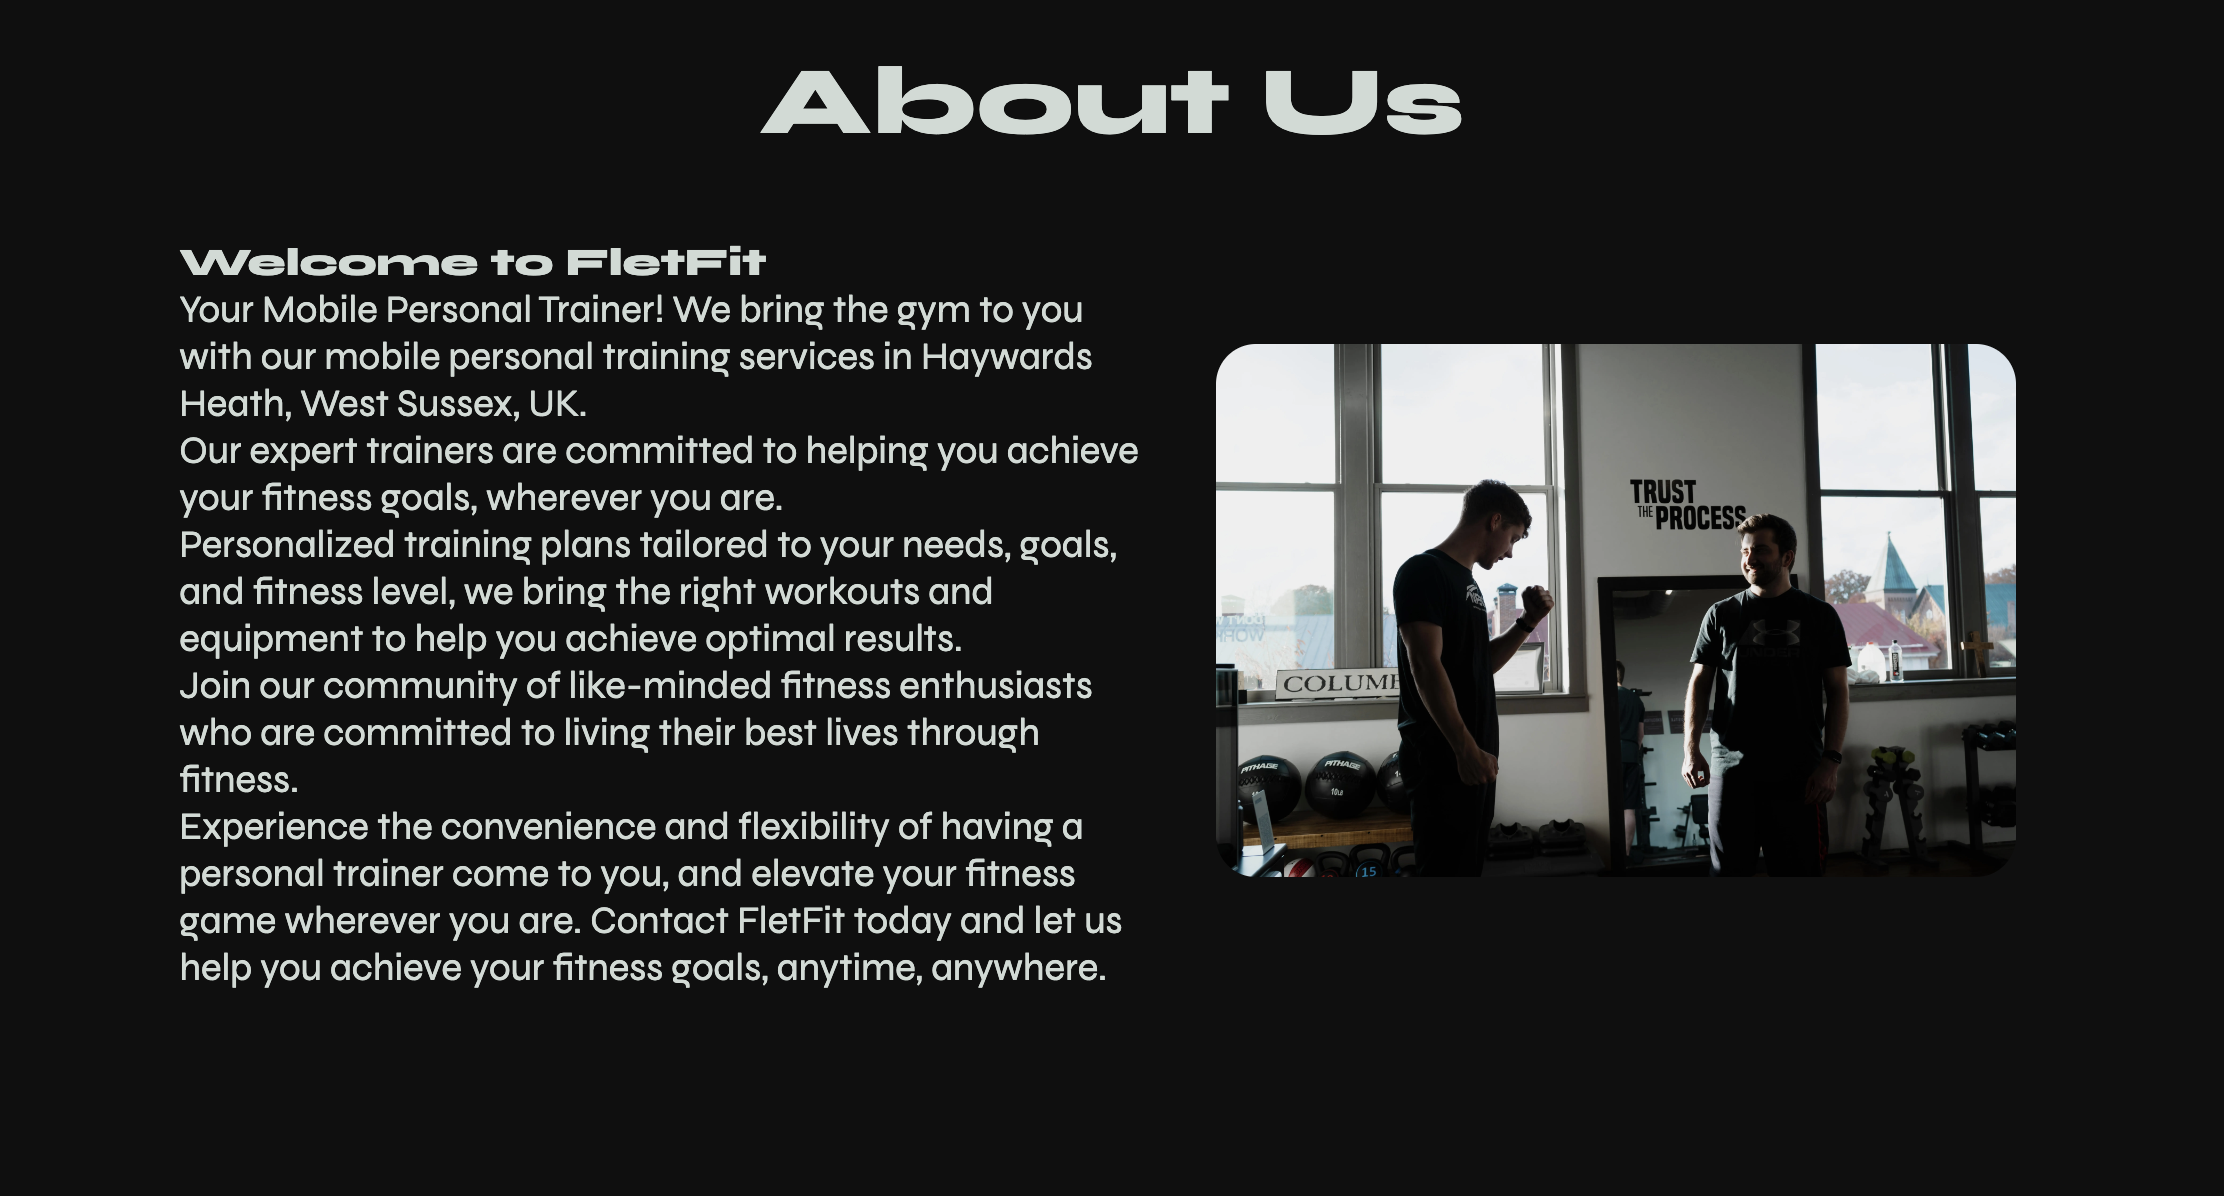 About Us
Welcome to FletFit
Your Mobile Personal Trainer! We bring the gym to you
with our mobile personal training services in Haywards
Heath, West Sussex, UK.
Our expert trainers are committed to helping you achieve
your fitness goals, wherever you are.
Personalized training plans tailored to your needs, goals,
and fitness level, we bring the right workouts and
equipment to help you achieve optimal results.
Join our community of like-minded fitness enthusiasts
who are committed to living their best lives through
fitness.
Experience the convenience and flexibility of having a
personal trainer come to you, and elevate your fitness
game wherever you are. Contact FletFit today and let us
help you achieve your fitness goals, anytime, anywhere.
TRUST
THE PROCESS
COLUMB
FITHAGE
FITHAGE
10LB
15